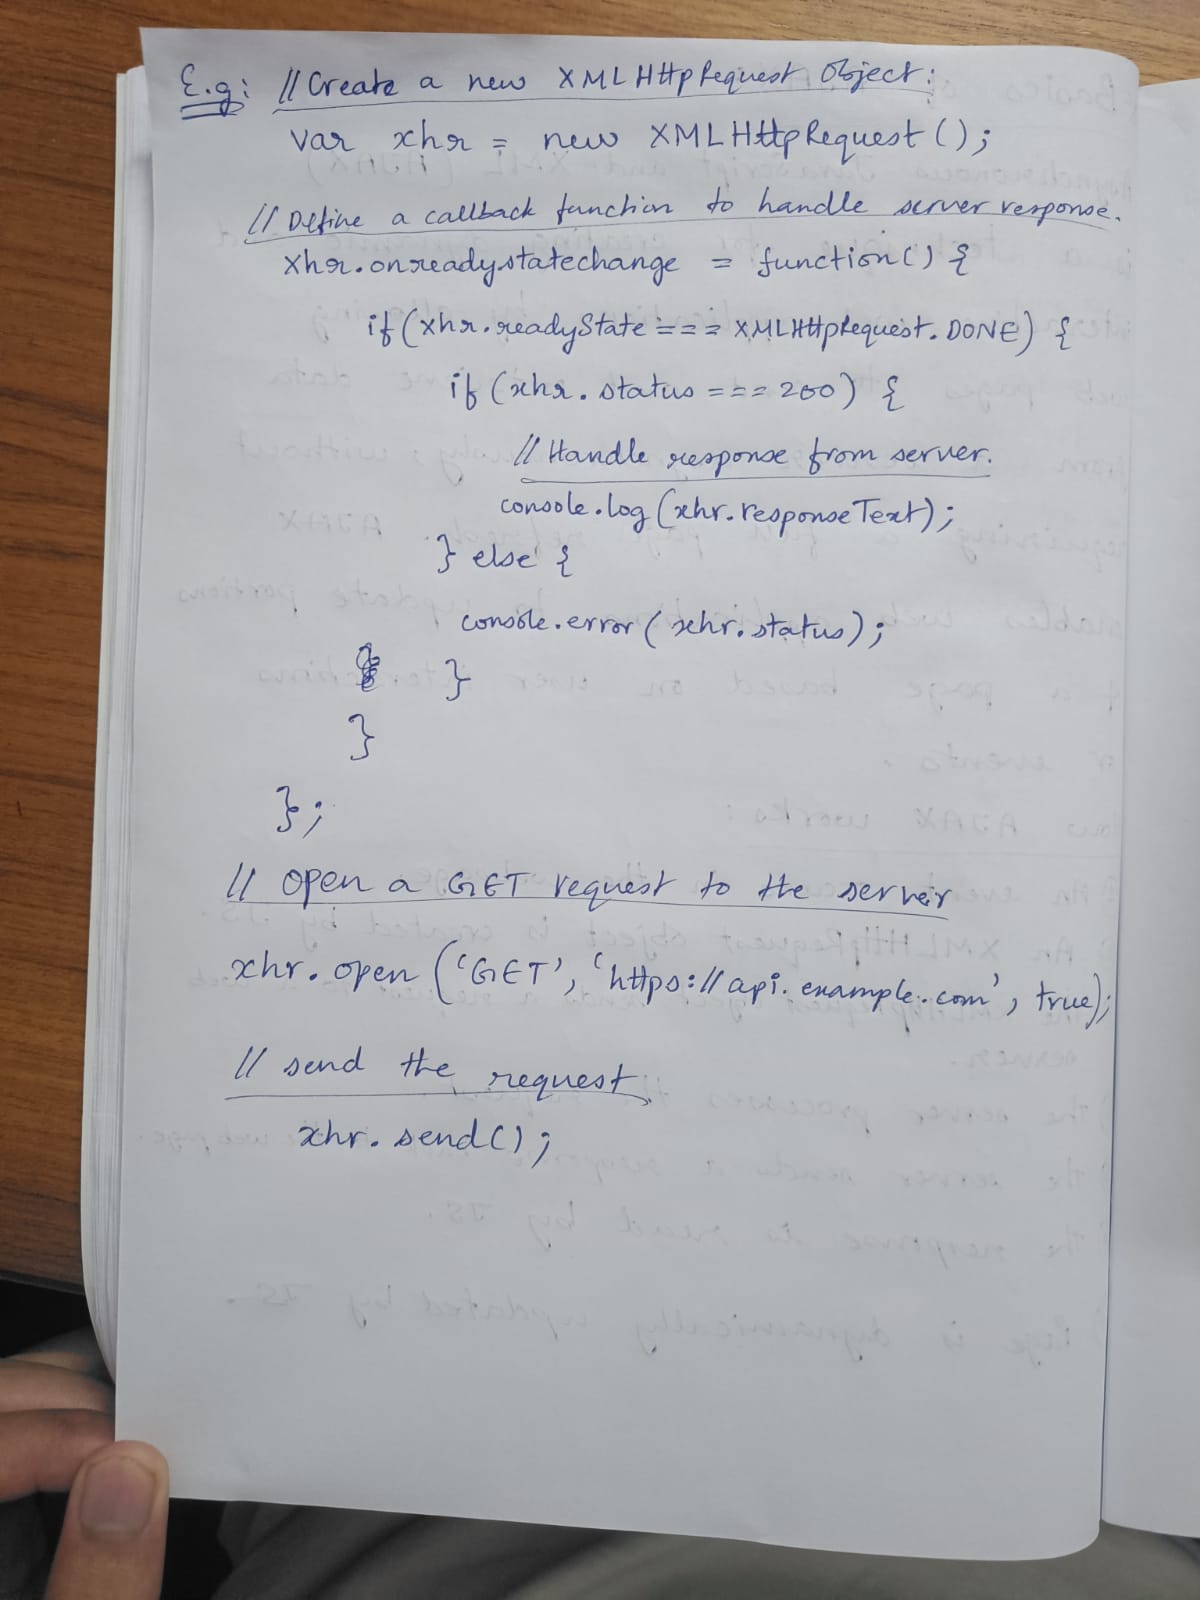 E.g: // Create a new XMLHttpRequest Object:
var xhr = new XMLHttpRequest();
// Define a callback function to handle server response.
xhr.onreadystatechange = function() {
if (xhr.readyState === XMLHttpRequest.DONE) {
if (xhr.status === 200) {
// Handle response from server.
console.log(xhr.responseText);
} else {
console.error(xhr.status);
}
}
};
// Open a GET request to the server
xhr.open('GET', 'https://api.example.com', true);
// send the request
xhr.send();